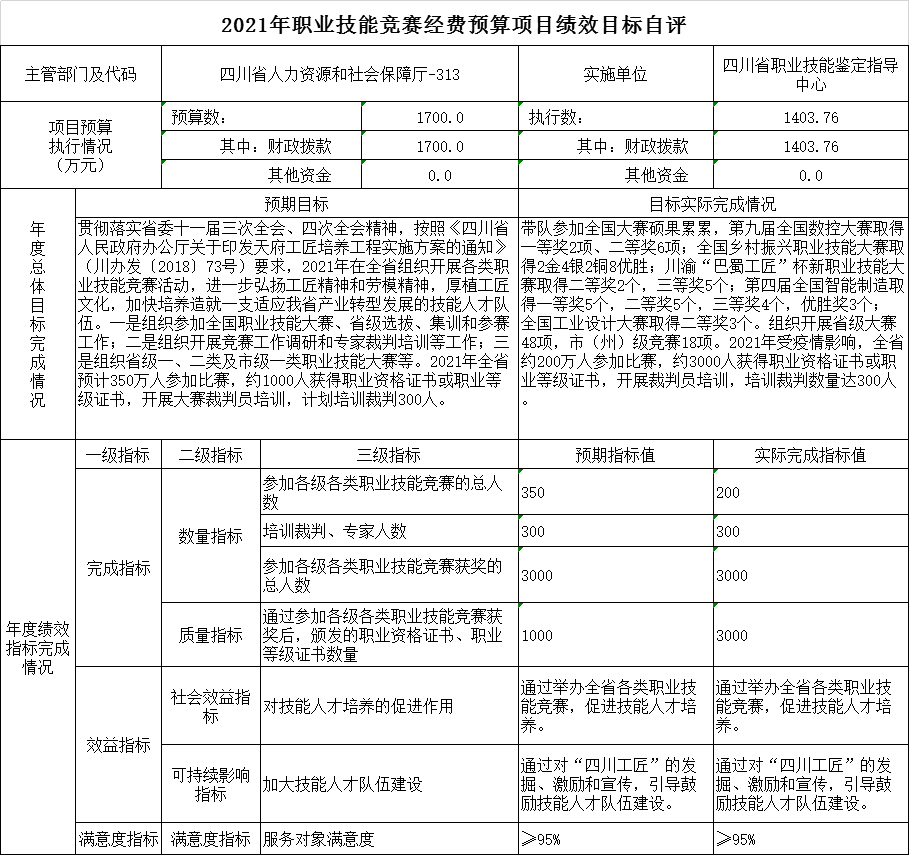 2021年职业技能竞赛经费预算项目绩效目标自评
主管部门及代码
四川省人力资源和社会保障厅-313
实施单位
四川省职业技能鉴定指导
中心
项目预算
执行情况
（万元）
预算数：
1700.0
执行数：
1403.76
其中：财政拨款
1700.0
其中：财政拨款
1403.76
其他资金
0.0
其他资金
0.0
年度总体目标完成情况
预期目标
目标实际完成情况
贯彻落实省委十一届三次全会、四次全会精神，按照《四川省
人民政府办公厅关于印发天府工匠培养工程实施方案的通知》
（川办发〔2018〕73号）要求，2021年在全省组织开展各类职
业技能竞赛活动，进一步弘扬工匠精神和劳模精神，厚植工匠
文化，加快培养造就一支适应我省产业转型发展的技能人才队
伍。一是组织参加全国职业技能大赛、省级选拔、集训和参赛
工作；二是组织开展竞赛工作调研和专家裁判培训等工作；三
是组织省级一、二类及市级一类职业技能大赛等。2021年全省
预计350万人参加比赛，约1000人获得职业资格证书或职业等
级证书，开展大赛裁判员培训，计划培训裁判300人。
带队参加全国大赛硕果累累，第九届全国数控大赛取得
一等奖2项、二等奖6项；全国乡村振兴职业技能大赛取
得2金4银2铜8优胜；川渝“巴蜀工匠”杯新职业技能大
赛取得二等奖2个，三等奖5个；第四届全国智能制造取
得一等奖5个，二等奖5个，三等奖4个，优胜奖3个；
全国工业设计大赛取得二等奖3个。组织开展省级大赛
48项，市（州）级竞赛18项。2021年受疫情影响，全省
约200万人参加比赛，约3000人获得职业资格证书或职
业等级证书，开展裁判员培训，培训裁判数量达300人
。
年度绩效
指标完成
情况
一级指标
二级指标
三级指标
预期指标值
实际完成指标值
完成指标
数量指标
参加各级各类职业技能竞赛的总人
数
350
200
培训裁判、专家人数
300
300
参加各级各类职业技能竞赛获奖的
总人数
3000
3000
质量指标
通过参加各级各类职业技能竞赛获
奖后，颁发的职业资格证书、职业
等级证书数量
1000
3000
效益指标
社会效益指
标
对技能人才培养的促进作用
通过举办全省各类职业技
能竞赛，促进技能人才培
养。
通过举办全省各类职业技
能竞赛，促进技能人才培
养。
可持续影响
指标
加大技能人才队伍建设
通过对“四川工匠”的发
掘、激励和宣传，引导鼓
励技能人才队伍建设。
通过对“四川工匠”的发
掘、激励和宣传，引导鼓
励技能人才队伍建设。
满意度指标
满意度指标
服务对象满意度
≥95%
≥95%